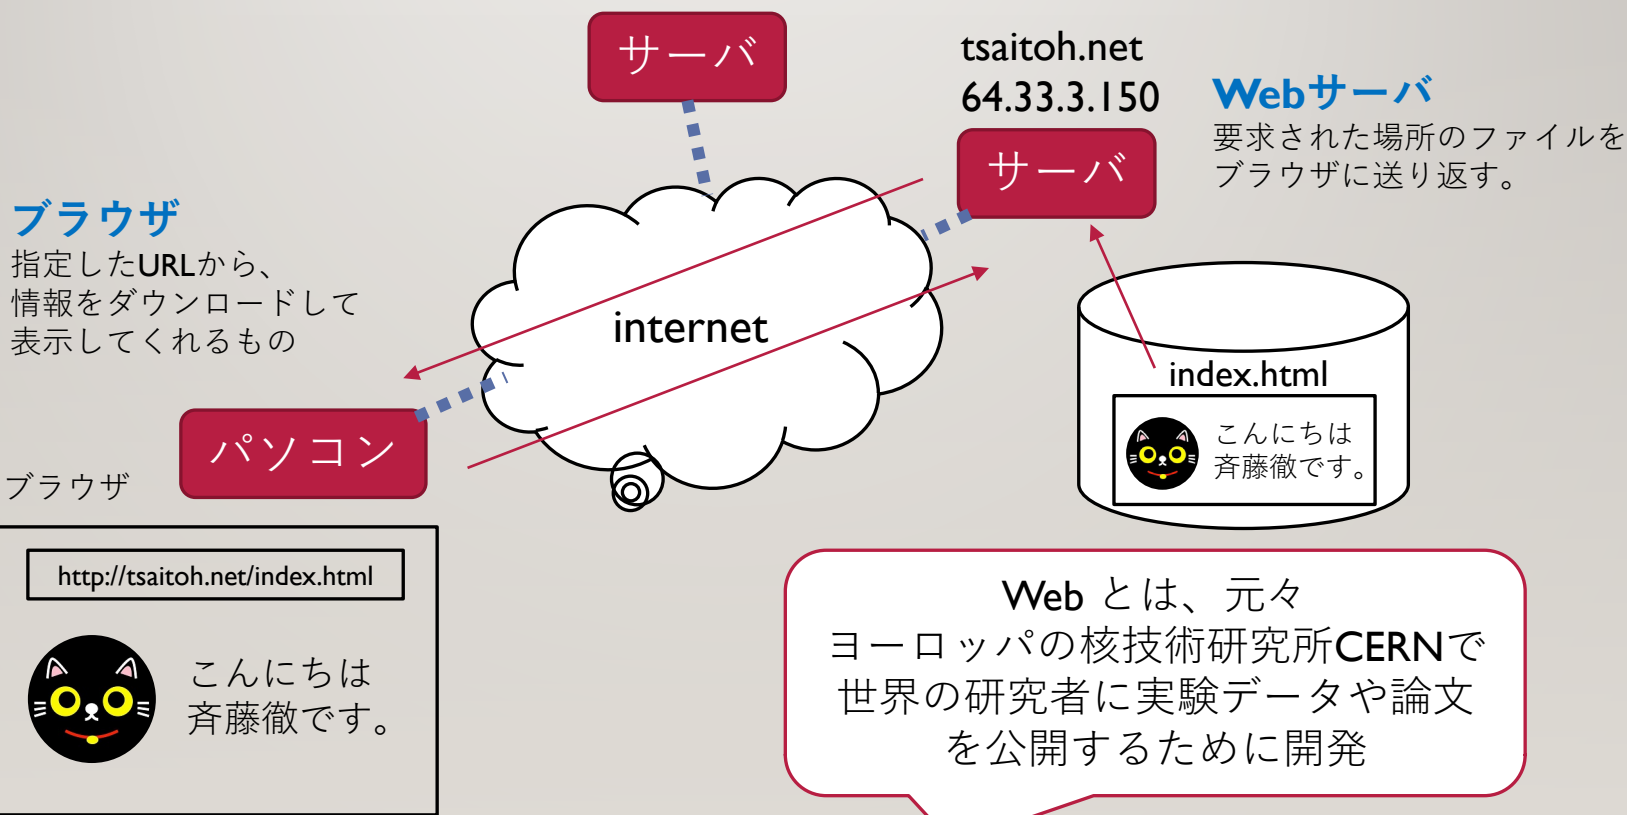 サーバ
tsaitoh.net
64.33.3.150
サーバ
Webサーバ
要求された場所のファイルを
ブラウザに送り返す。
ブラウザ
指定したURLから、
情報をダウンロードして
表示してくれるもの
internet
index.html
こんにちは
斉藤徹です。
パソコン
ブラウザ
http://tsaitoh.net/index.html
こんにちは
斉藤徹です。
Web とは、元々
ヨーロッパの核技術研究所CERNで
世界の研究者に実験データや論文
を公開するために開発